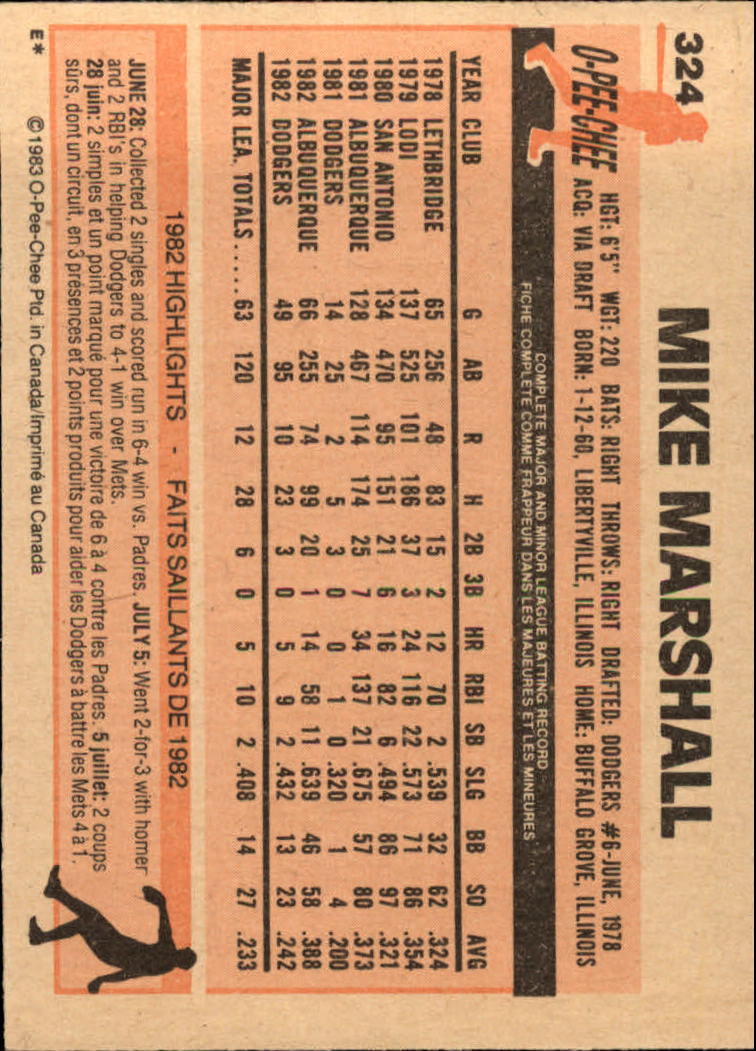 324
MIKE MARSHALL
O-PEE-CHEE
HGT: 6'5" WGT: 220 BATS: RIGHT THROWS: RIGHT DRAFTED: DODGERS #6-JUNE, 1978
ACQ: VIA DRAFT BORN: 1-12-60, LIBERTYVILLE, ILLINOIS HOME: BUFFALO GROVE, ILLINOIS
COMPLETE MAJOR AND MINOR LEAGUE BATTING RECORD
FICHE COMPLETE COMME FRAPPEUR DANS LES MAJEURES ET LES MINEURES
YEAR CLUB G AB R H 2B 3B HR RBI SB SLG BB SO AVG
1978 LETHBRIDGE 65 256 48 83 15 2 12 70 2 .539 32 62 .324
1979 LODI 137 525 101 186 37 3 24 116 22 .573 71 86 .354
1980 SAN ANTONIO 134 470 95 151 21 6 16 82 6 .494 86 97 .321
1981 ALBUQUERQUE 128 467 114 174 25 7 34 137 21 .675 57 80 .373
1981 DODGERS 14 25 2 5 3 0 0 1 0 .320 1 4 .200
1982 ALBUQUERQUE 66 255 74 99 20 1 14 58 11 .639 46 58 .388
1982 DODGERS 49 95 10 23 3 0 5 9 2 .432 13 23 .242
MAJOR LEA. TOTALS ..... 63 120 12 28 6 0 5 10 2 .408 14 27 .233
1982 HIGHLIGHTS - FAITS SAILLANTS DE 1982
JUNE 28: Collected 2 singles and scored run in 6-4 win vs. Padres. JULY 5: Went 2-for-3 with homer
and 2 RBI's in helping Dodgers to 4-1 win over Mets.
28 juin: 2 simples et un point marqué pour une victoire de 6 à 4 contre les Padres. 5 juillet: 2 coups
sûrs, dont un circuit, en 3 présences et 2 points produits pour aider les Dodgers à battre les Mets 4 à 1.
E* ©1983 O-Pee-Chee Ptd. in Canada/Imprimé au Canada